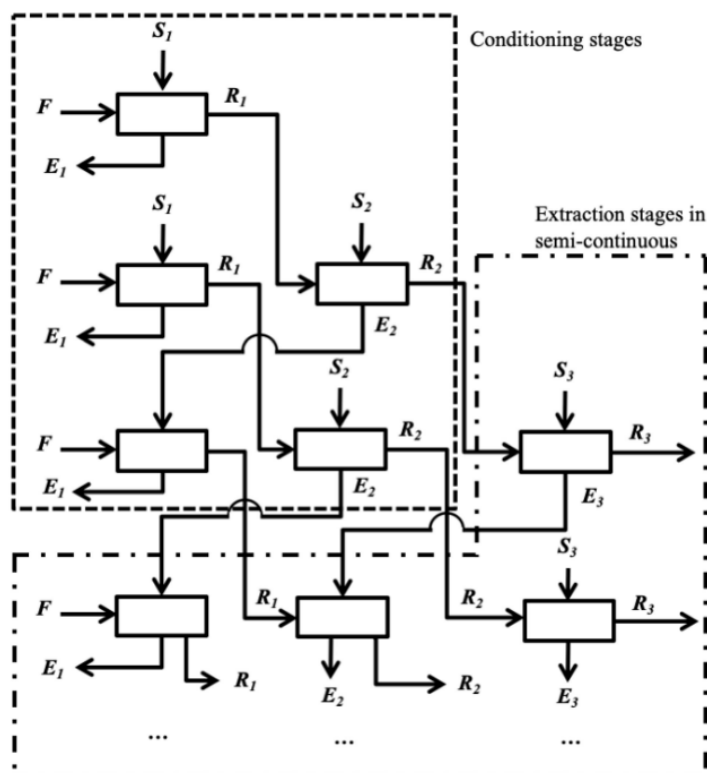 S1
Conditioning stages
F
R1
E1
S1
S2
Extraction stages in
semi-continuous
F
R1
R2
E1
E2
S2
S3
F
R2
R3
E1
E2
E3
S3
F
R1
R2
R3
E1
R1
E2
R2
E3
...
...
...